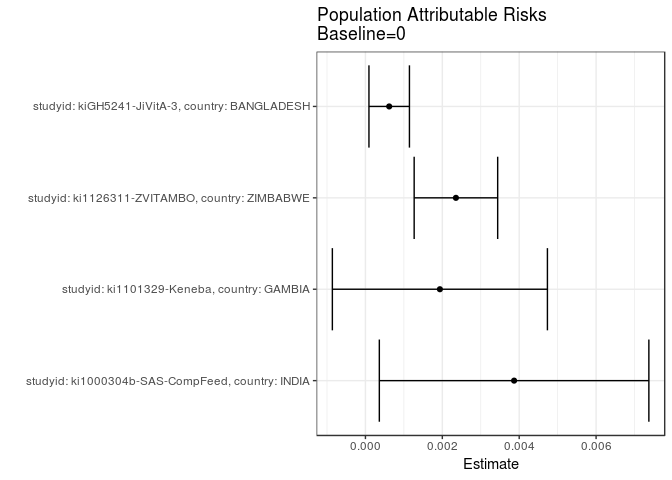 Population Attributable Risks
Baseline=0
studyid: kiGH5241-JiVitA-3, country: BANGLADESH
studyid: ki1126311-ZVITAMBO, country: ZIMBABWE
studyid: ki1101329-Keneba, country: GAMBIA
studyid: ki1000304b-SAS-CompFeed, country: INDIA
0.000 0.002 0.004 0.006
Estimate